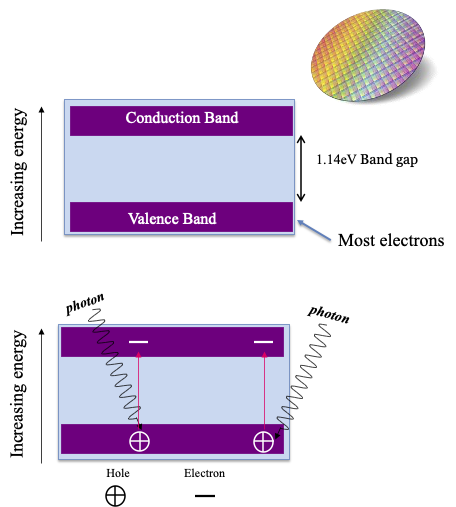 Increasing energy
Conduction Band
1.14eV Band gap
Valence Band
Most electrons
photon
photon
Increasing energy
Hole
Electron